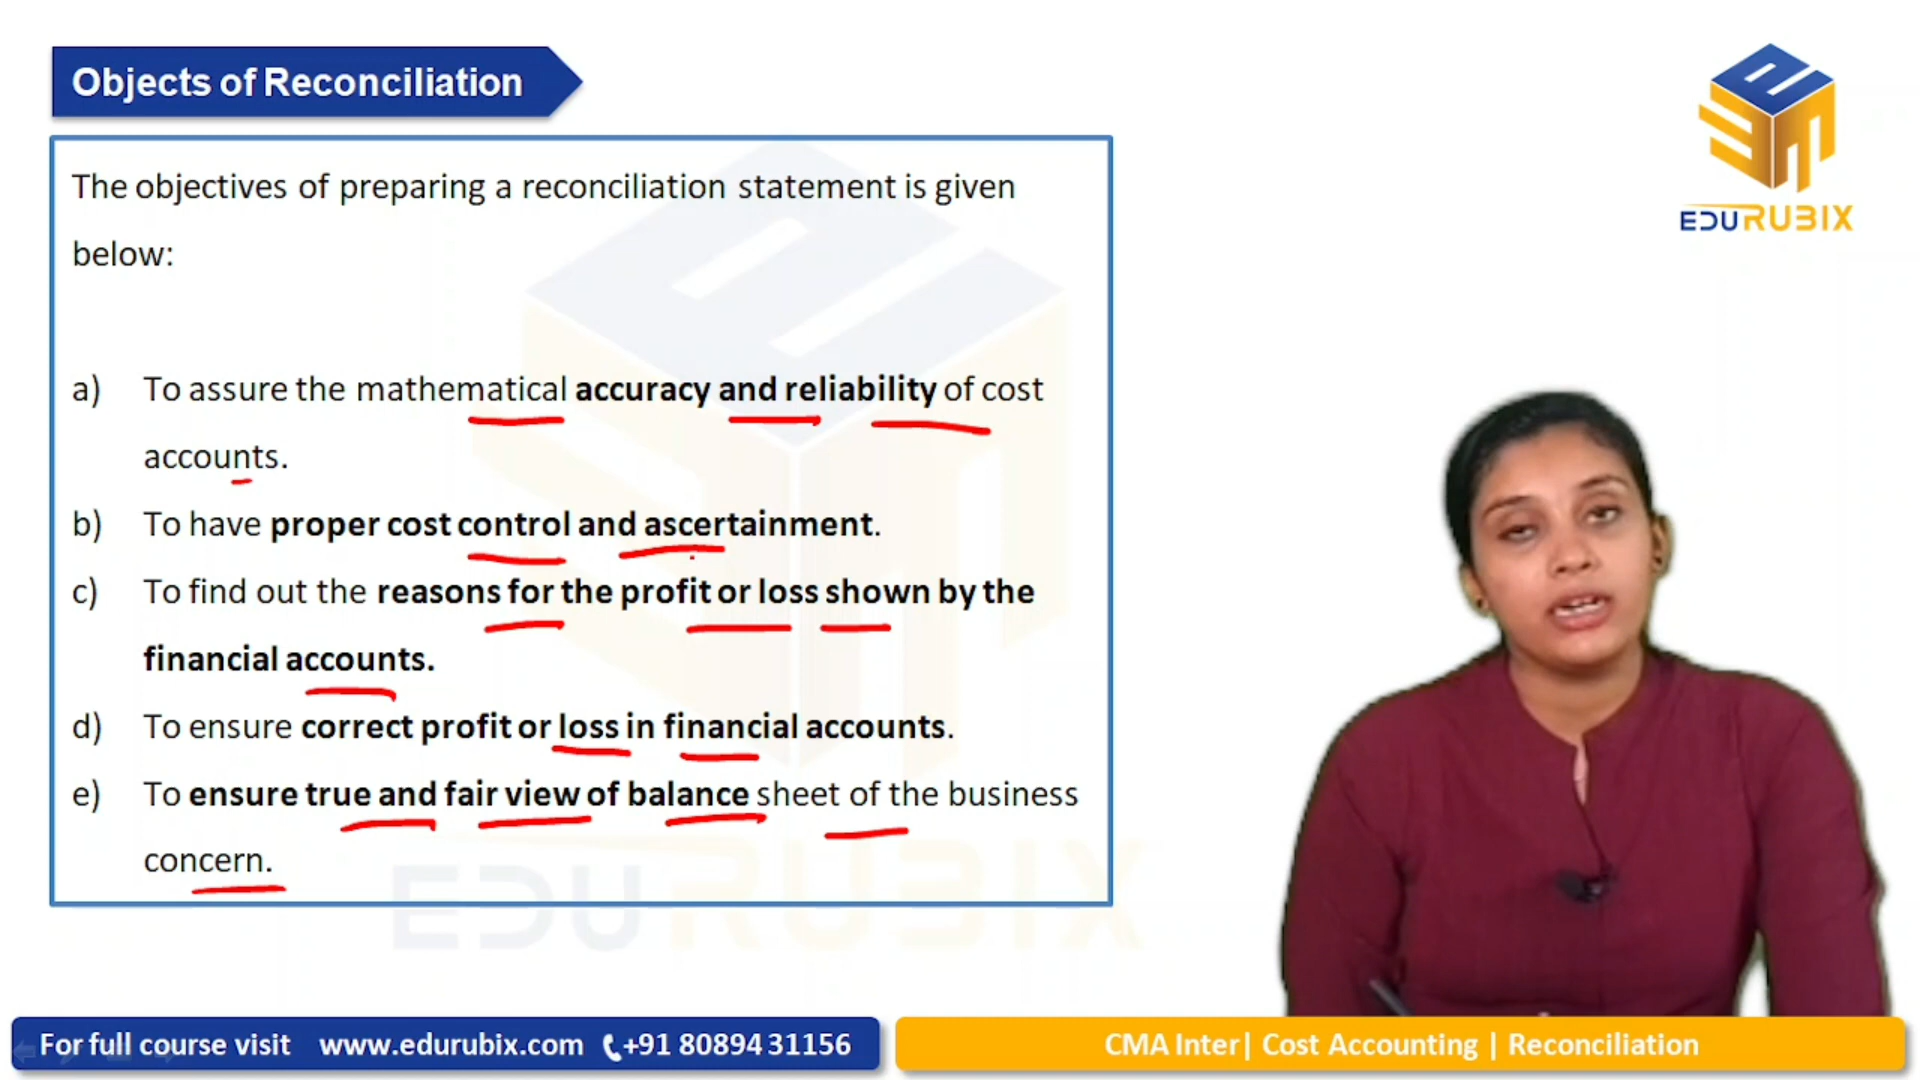 Objects of Reconciliation
The objectives of preparing a reconciliation statement is given
below:
a) To assure the mathematical accuracy and reliability of cost
accounts.
b) To have proper cost control and ascertainment.
c) To find out the reasons for the profit or loss shown by the
financial accounts.
d) To ensure correct profit or loss in financial accounts.
e) To ensure true and fair view of balance sheet of the business
concern.
EDURUBIX
EDURUBIX
For full course visit www.edurubix.com +91 80894 31156
CMA Inter| Cost Accounting | Reconciliation